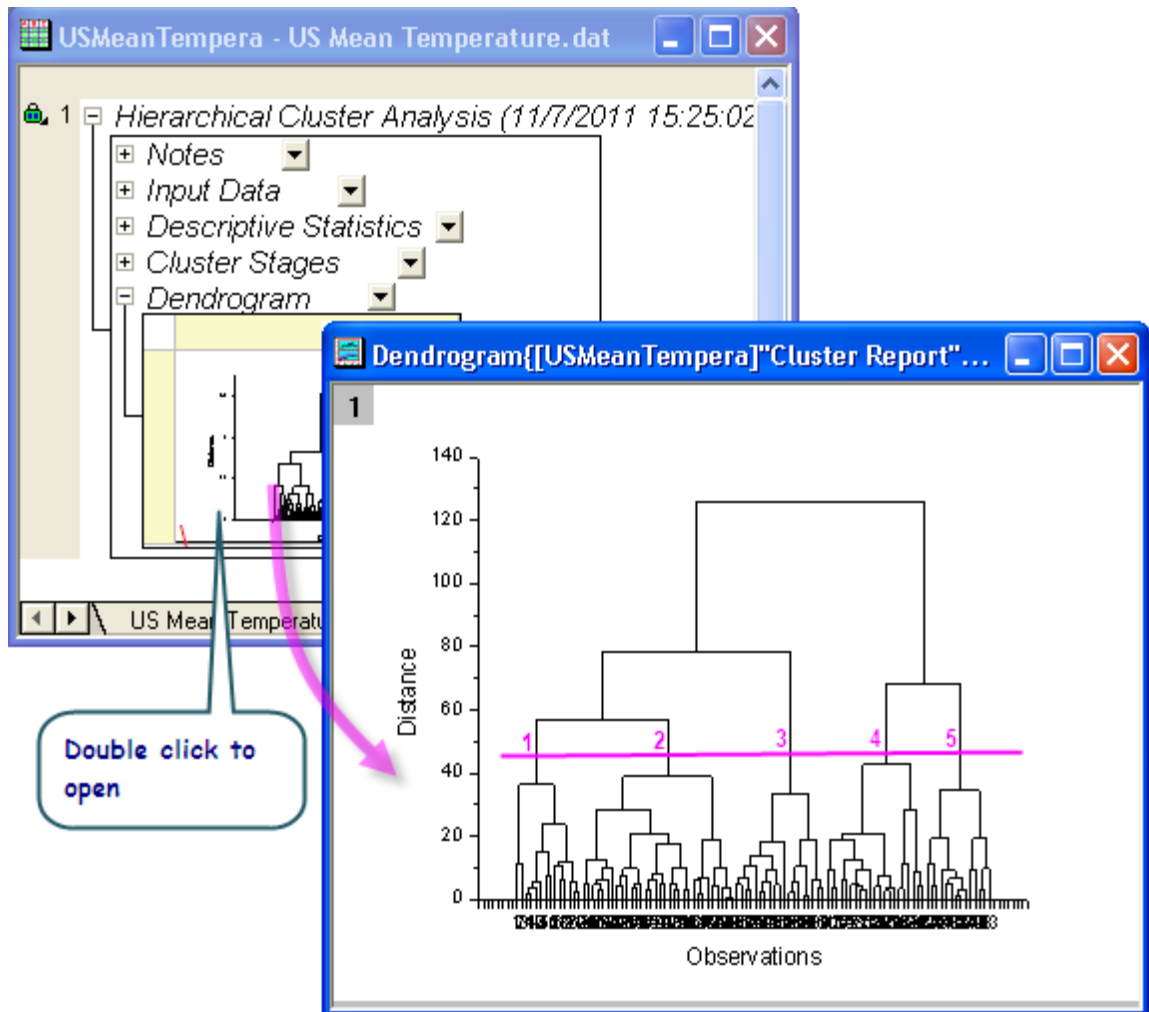 USMeanTempera - US Mean Temperature.dat
1 Hierarchical Cluster Analysis (11/7/2011 15:25:02
Notes
Input Data
Descriptive Statistics
Cluster Stages
Dendrogram
US Mean Temperatu
Double click to
open
Dendrogram{[USMeanTempera]"Cluster Report"...
1
140
120
100
80
60
40
20
0
Distance
1 2 3 4 5
Observations